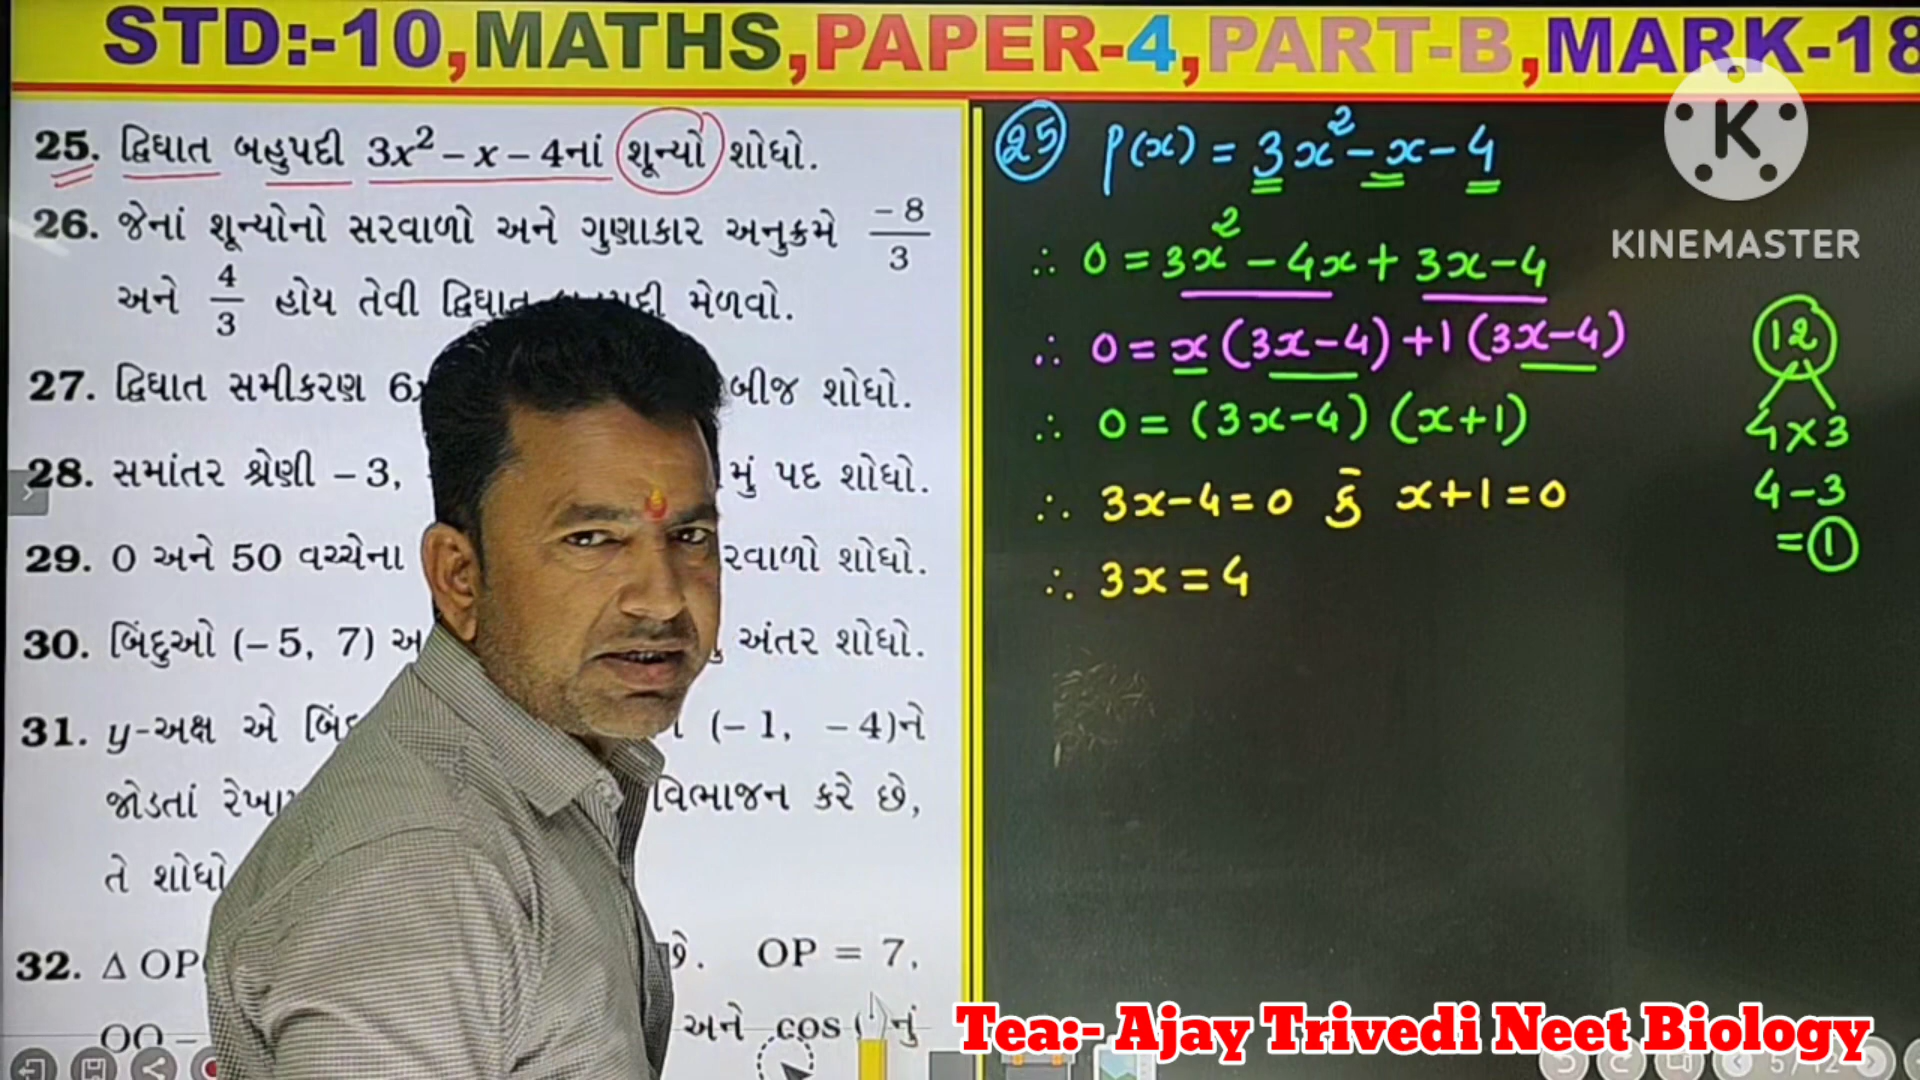 STD:-10,MATHS,PAPER-4,PART-B,MARK-18
25. દ્વિઘાત બહુપદી 3x² – x – 4નાં શૂન્યો શોધો.
26. જેનાં શૂન્યોનો સરવાળો અને ગુણાકાર અનુક્રમે –8/3
અને 4/3 હોય તેવી દ્વિઘાત મેળવો.
27. દ્વિઘાત સમીકરણ બીજ શોધો.
28. સમાંતર શ્રેણી – 3, મું પદ શોધો.
29. 0 અને 50 વચ્ચેના શોધો.
30. બિંદુઓ (– 5, 7) અંતર શોધો.
31. y-અક્ષ એ (– 1, – 4)ને
જોડતાં વિભાજન કરે છે,
તે શોધો
32. Δ OP છે. OP = 7,
અને cos નું
(25) p(x) = 3x² – x – 4
∴ 0 = 3x² – 4x + 3x – 4
∴ 0 = x (3x – 4) + 1 (3x – 4)
∴ 0 = (3x – 4) (x + 1)
∴ 3x – 4 = 0 કે x + 1 = 0
∴ 3x = 4
12
4 × 3
4 – 3
= 1
K
KINEMASTER
Tea:- Ajay Trivedi Neet Biology
5 / 12